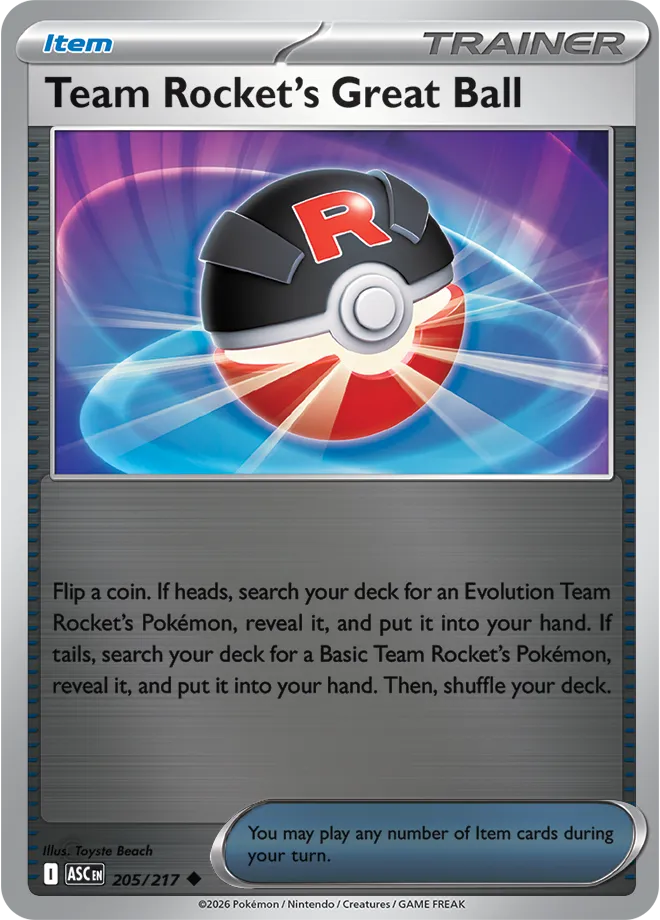 Item
TRAINER
Team Rocket's Great Ball
R
Flip a coin. If heads, search your deck for an Evolution Team
Rocket's Pokémon, reveal it, and put it into your hand. If
tails, search your deck for a Basic Team Rocket's Pokémon,
reveal it, and put it into your hand. Then, shuffle your deck.
You may play any number of Item cards during
your turn.
Illus. Toyste Beach
I ASC EN 205/217 ◆
©2026 Pokémon / Nintendo / Creatures / GAME FREAK